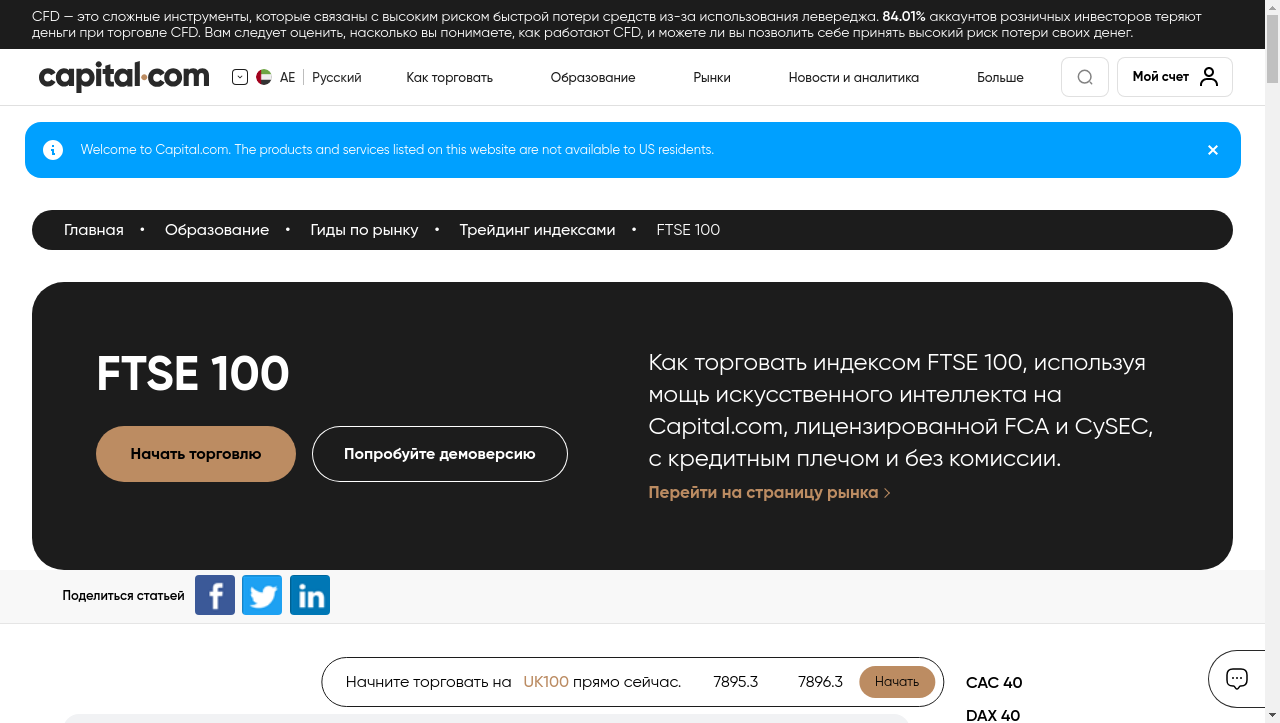 CFD — это сложные инструменты, которые связаны с высоким риском быстрой потери средств из-за использования левереджа. 84.01% аккаунтов розничных инвесторов теряют
деньги при торговле CFD. Вам следует оценить, насколько вы понимаете, как работают CFD, и можете ли вы позволить себе принять высокий риск потери своих денег.
capital.com AE Русский Как торговать Образование Рынки Новости и аналитика Больше Мой счет
Welcome to Capital.com. The products and services listed on this website are not available to US residents.
Главная • Образование • Гиды по рынку • Трейдинг индексами • FTSE 100
FTSE 100
Начать торговлю Попробуйте демоверсию
Как торговать индексом FTSE 100, используя
мощь искусственного интеллекта на
Capital.com, лицензированной FCA и CySEC,
с кредитным плечом и без комиссии.
Перейти на страницу рынка
Поделиться статьей
Начните торговать на UK100 прямо сейчас. 7895.3 7896.3 Начать
CAC 40
DAX 40